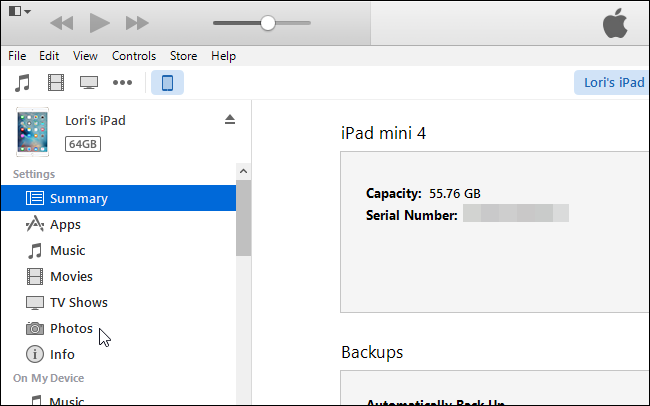 File Edit View Controls Store Help
Lori's iPad
Lori's iPad
64GB
Settings
Summary
Apps
Music
Movies
TV Shows
Photos
Info
On My Device
Music
iPad mini 4
Capacity: 55.76 GB
Serial Number:
Backups
Automatically Back Up